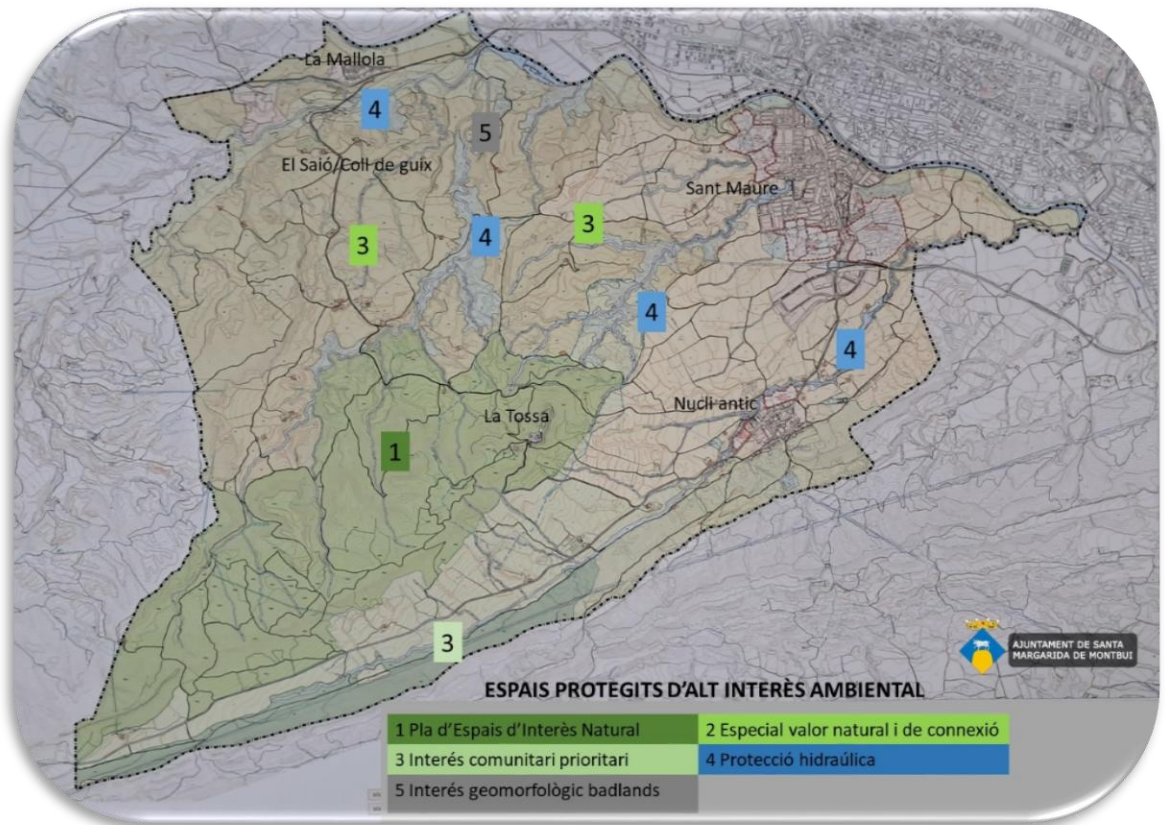 La Mallola
4
5
El Saió/Coll de guix
Sant Maure
3
3
4
4
4
Nucli antic
La Tossa
1
3
AJUNTAMENT DE SANTA
MARGARIDA DE MONTBUI
ESPAIS PROTEGITS D'ALT INTERÈS AMBIENTAL
1 Pla d'Espais d'Interès Natural
2 Especial valor natural i de connexió
3 Interés comunitari prioritari
4 Protecció hidraúlica
5 Interés geomorfològic badlands